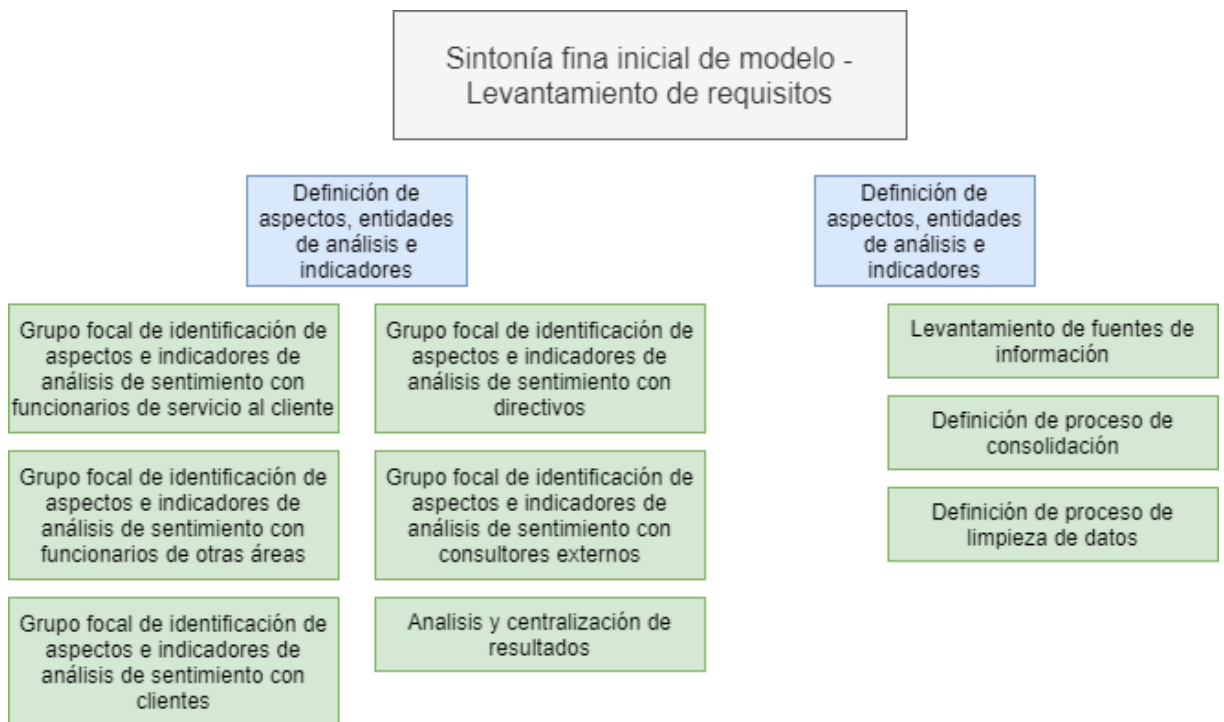 Sintonía fina inicial de modelo -
Levantamiento de requisitos
Definición de
aspectos, entidades
de análisis e
indicadores
Definición de
aspectos, entidades
de análisis e
indicadores
Grupo focal de identificación de
aspectos e indicadores de
análisis de sentimiento con
funcionarios de servicio al cliente
Grupo focal de identificación de
aspectos e indicadores de
análisis de sentimiento con
directivos
Levantamiento de fuentes de
información
Definición de proceso de
consolidación
Grupo focal de identificación de
aspectos e indicadores de
análisis de sentimiento con
funcionarios de otras áreas
Grupo focal de identificación de
aspectos e indicadores de
análisis de sentimiento con
consultores externos
Definición de proceso de
limpieza de datos
Grupo focal de identificación de
aspectos e indicadores de
análisis de sentimiento con
clientes
Analisis y centralización de
resultados